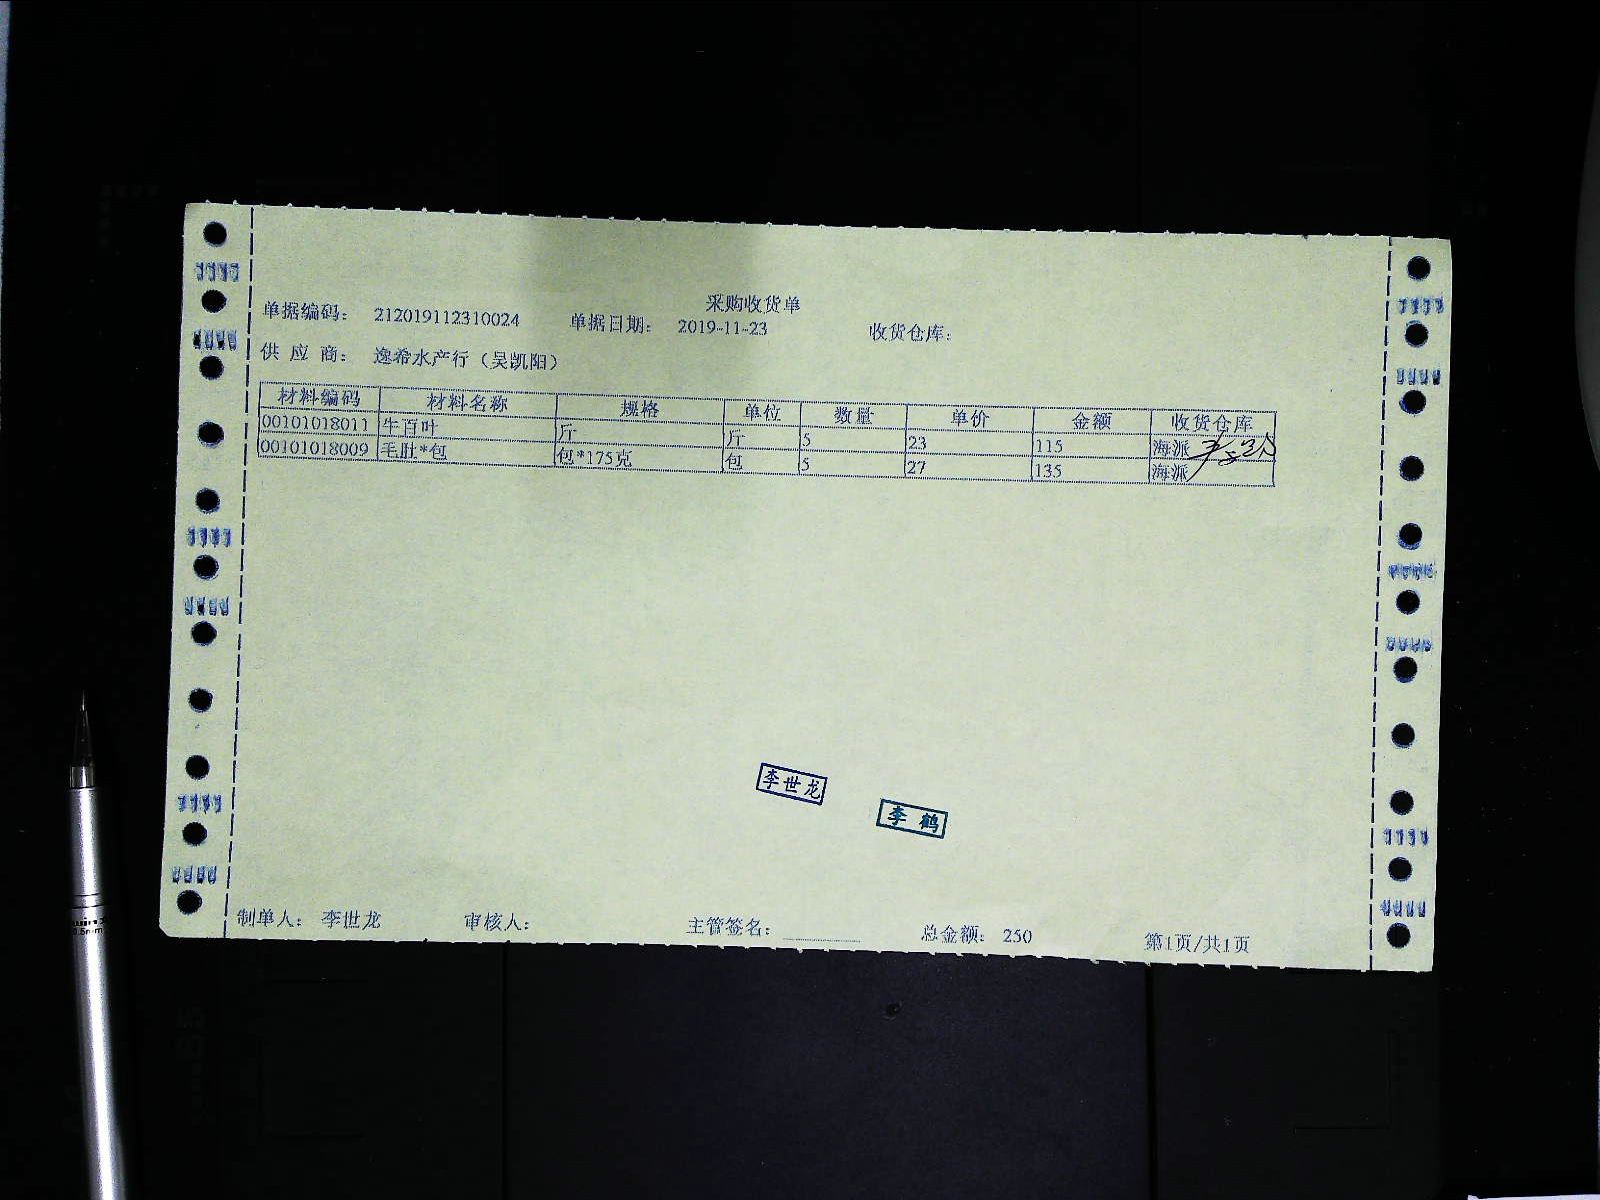 采购收货单
单据编码： 212019112310024 单据日期： 2019-11-23 收货仓库：
供 应 商： 逸希水产行（吴凯阳）
材料编码 材料名称 规格 单位 数量 单价 金额 收货仓库
00101018011 牛百叶 斤 斤 5 23 115 海派
00101018009 毛肚*包 包*175克 包 5 27 135 海派
李世龙
李鹤
制单人： 李世龙 审核人： 主管签名： 总金额： 250 第1页/共1页
0.5mm